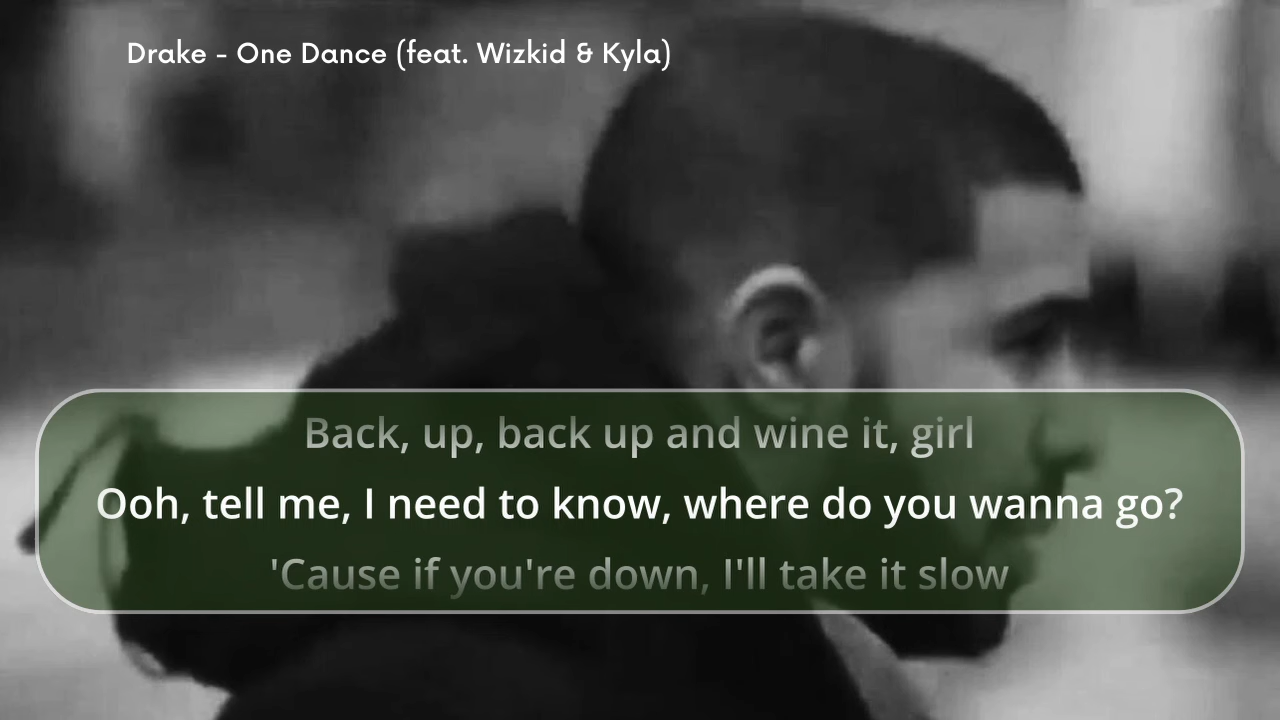 Drake - One Dance (feat. Wizkid & Kyla)
Back, up, back up and wine it, girl
Ooh, tell me, I need to know, where do you wanna go?
'Cause if you're down, I'll take it slow